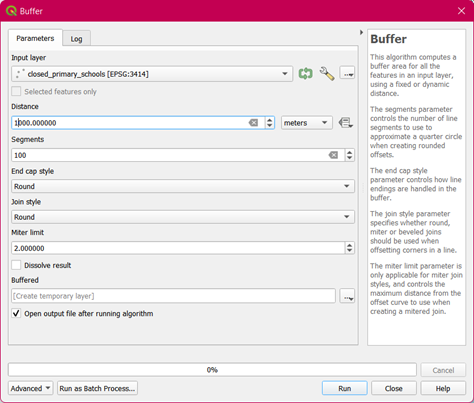 Buffer
Parameters
Log
Input layer
closed_primary_schools [EPSG:3414]
...
Selected features only
Distance
1000.000000
meters
Segments
100
End cap style
Round
Join style
Round
Miter limit
2.000000
Dissolve result
Buffered
[Create temporary layer]
...
Open output file after running algorithm
Buffer
This algorithm computes a
buffer area for all the
features in an input layer,
using a fixed or dynamic
distance.
The segments
parameter controls the
number of line
segments to use to
approximate a quarter circle
when creating rounded
offsets.
The end cap style
parameter controls how line
endings are handled in the
buffer.
The join style parameter
specifies whether round,
miter or beveled joins
should be used when
offsetting corners in a line.
The miter limit parameter is
only applicable for miter join
styles, and controls the
maximum distance from the
offset curve to use when
creating a mitered join.
0%
Cancel
Advanced
Run as Batch Process...
Run
Close
Help